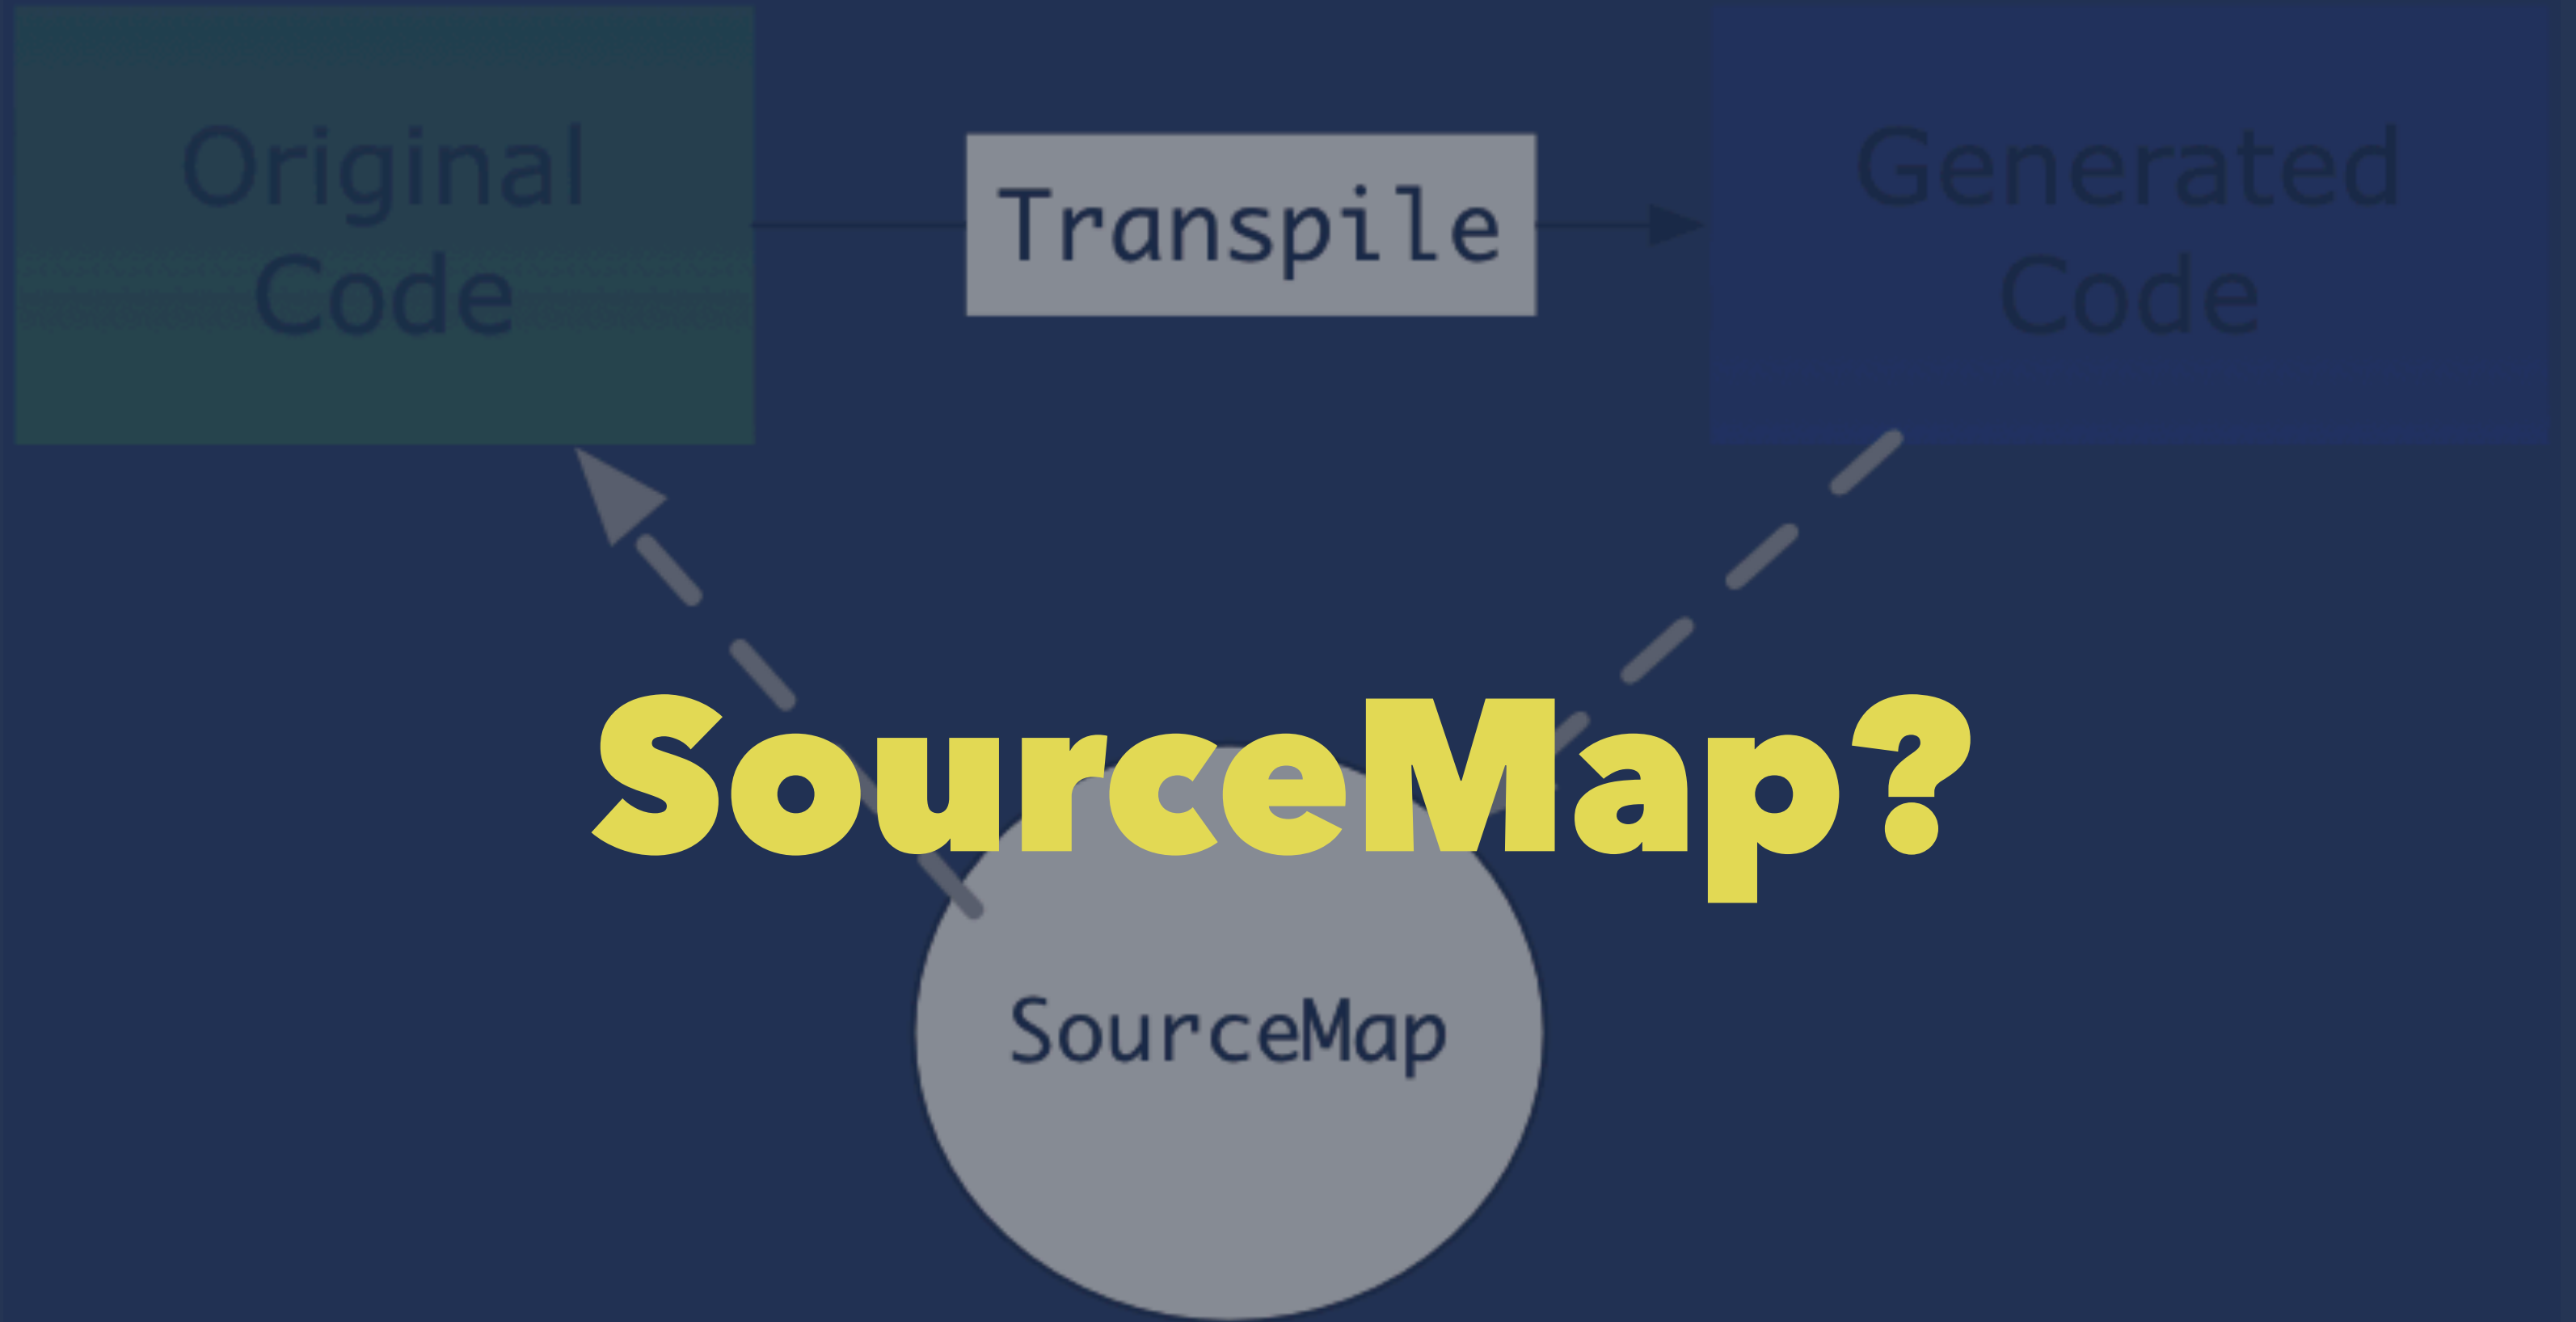 Original
Code
Transpile
Generated
Code
SourceMap?
SourceMap